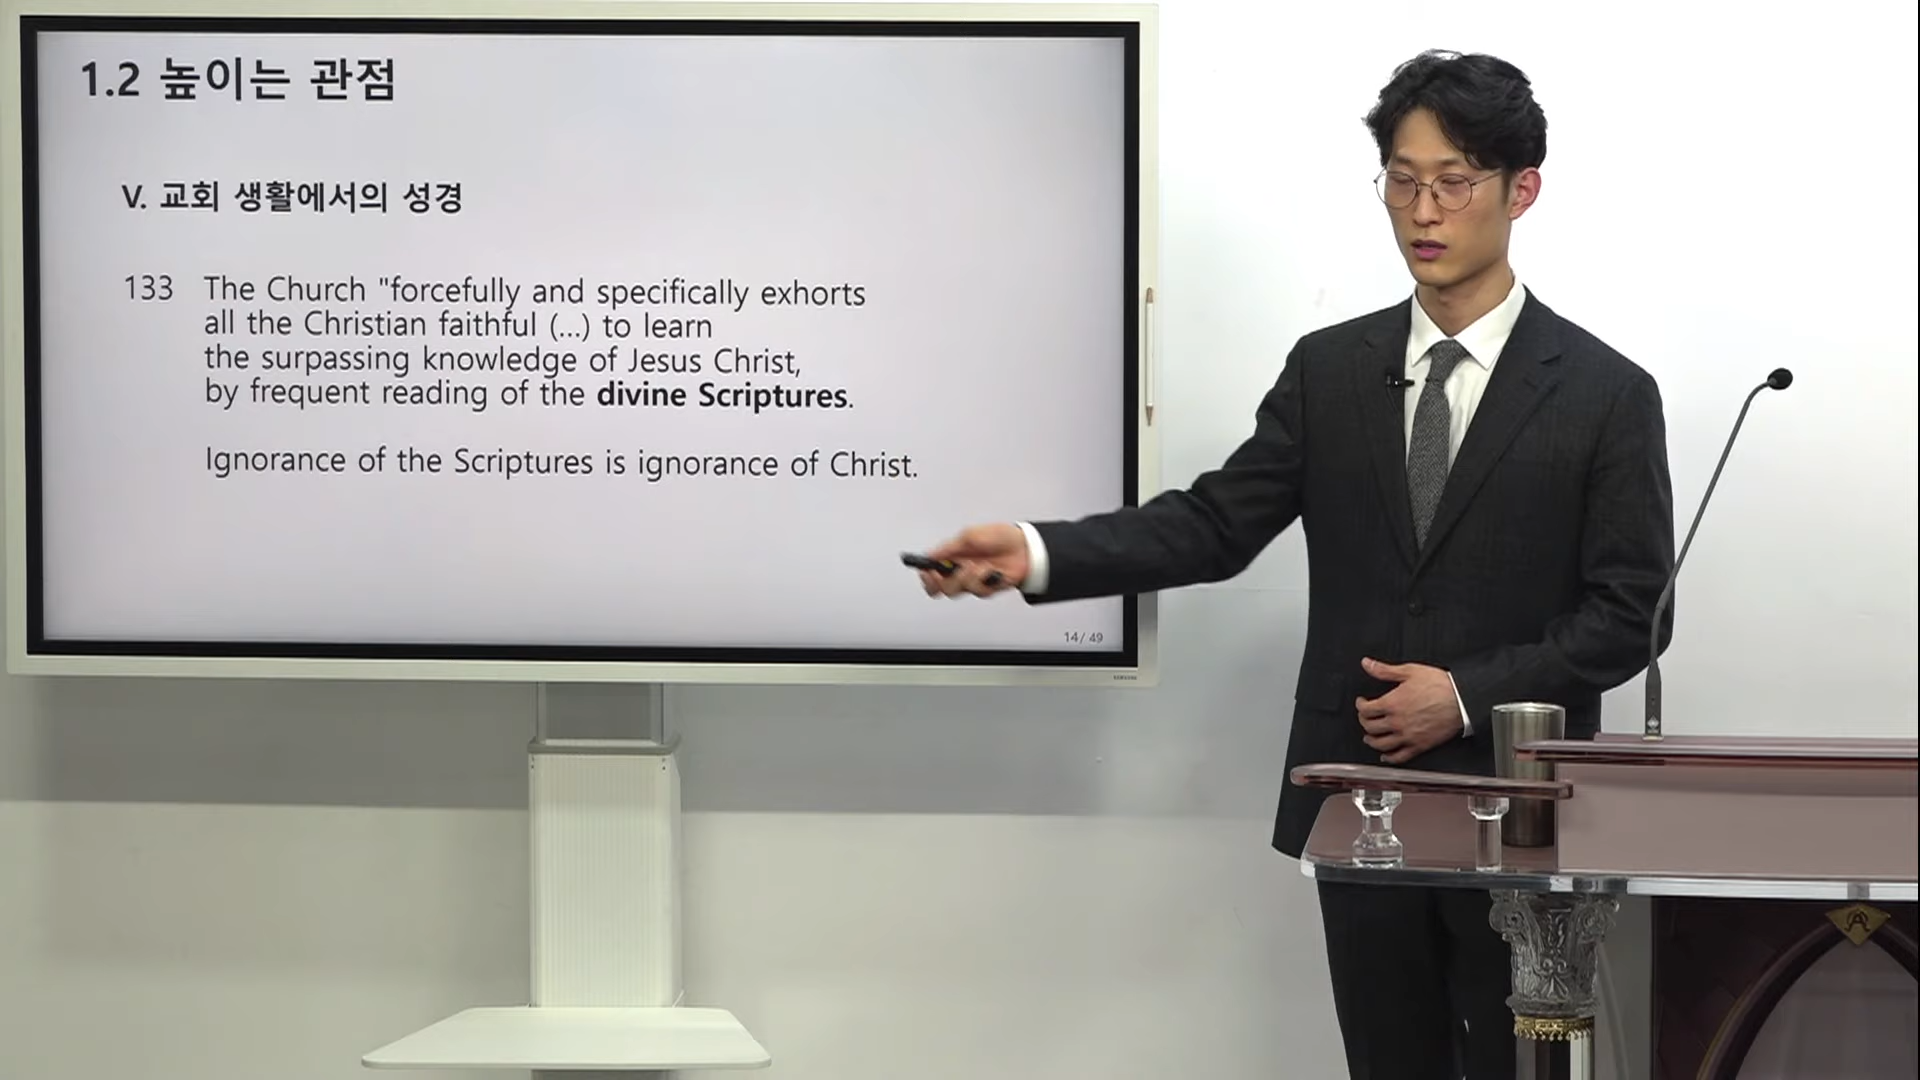 1.2 높이는 관점
V. 교회 생활에서의 성경
133 The Church "forcefully and specifically exhorts
all the Christian faithful (...) to learn
the surpassing knowledge of Jesus Christ,
by frequent reading of the divine Scriptures.
Ignorance of the Scriptures is ignorance of Christ.
14/ 49
SAMSUNG